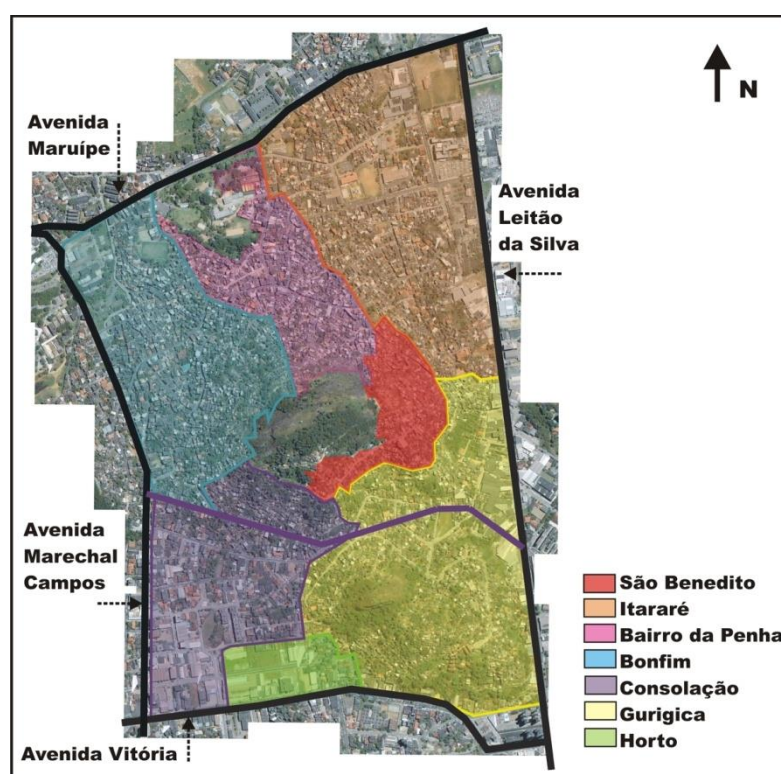 Avenida
Maruípe
N
Avenida
Leitão
da Silva
Avenida
Marechal
Campos
Avenida Vitória
São Benedito
Itararé
Bairro da Penha
Bonfim
Consolação
Gurigica
Horto